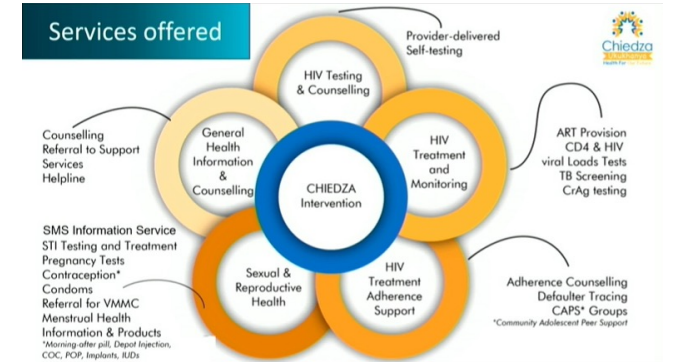 Services offered
Chiedza
Provider-delivered
Self-testing
HIV Testing
& Counselling
Counselling
Referral to Support
Services
Helpline
General
Health
Information
&
Counselling
HIV
Treatment
and
Monitoring
ART Provision
CD4 & HIV
viral Loads Tests
TB Screening
CrAg testing
CHIEDZA
Intervention
SMS Information Service
STI Testing and Treatment
Pregnancy Tests
Contraception*
Condoms
Referral for VMMC
Menstrual Health
Information & Products
*Morning-after pill, Depot Injection,
COC, POP, Implants, IUDs
Sexual &
Reproductive
Health
HIV
Treatment
Adherence
Support
Adherence Counselling
Defaulter Tracing
CAPS* Groups
*Community Adolescent Peer Support